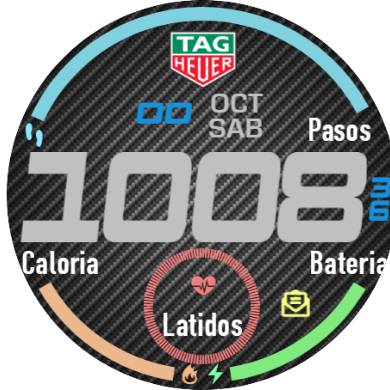 TAG
HEUER
00 OCT
SAB
Pasos
1008
Caloria
Bateria
Latidos